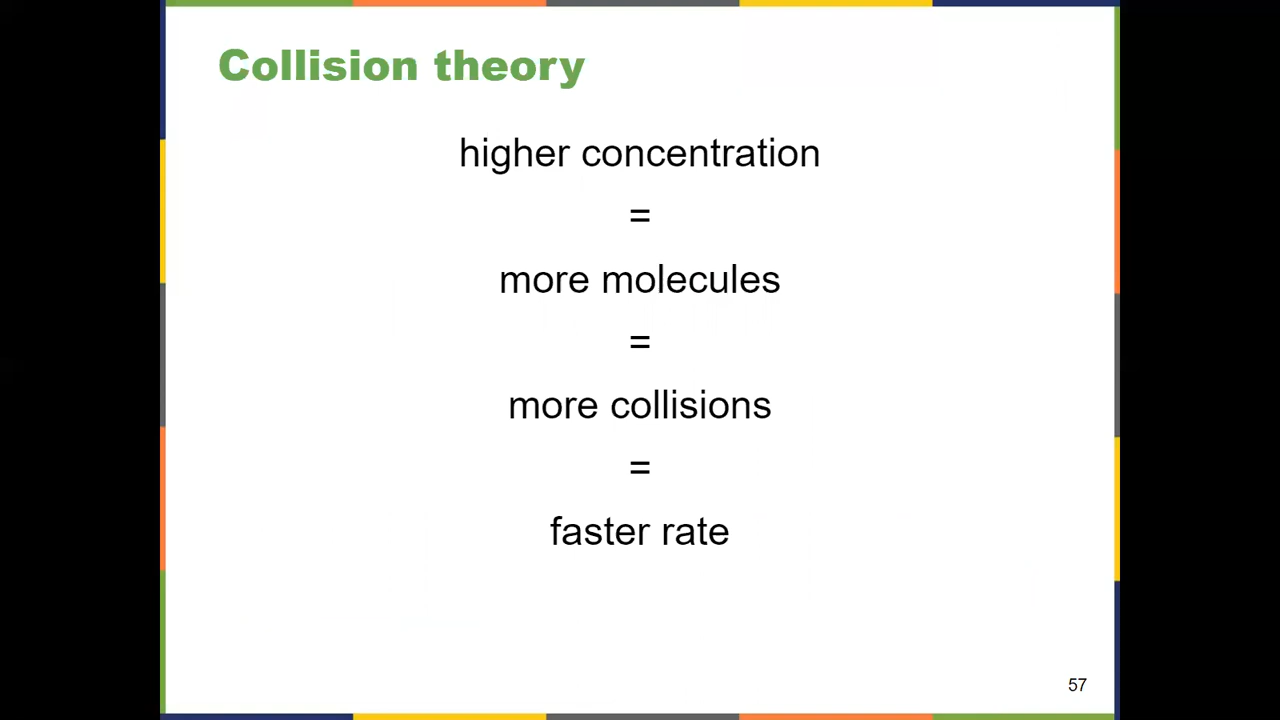 Collision theory
higher concentration
=
more molecules
=
more collisions
=
faster rate
57